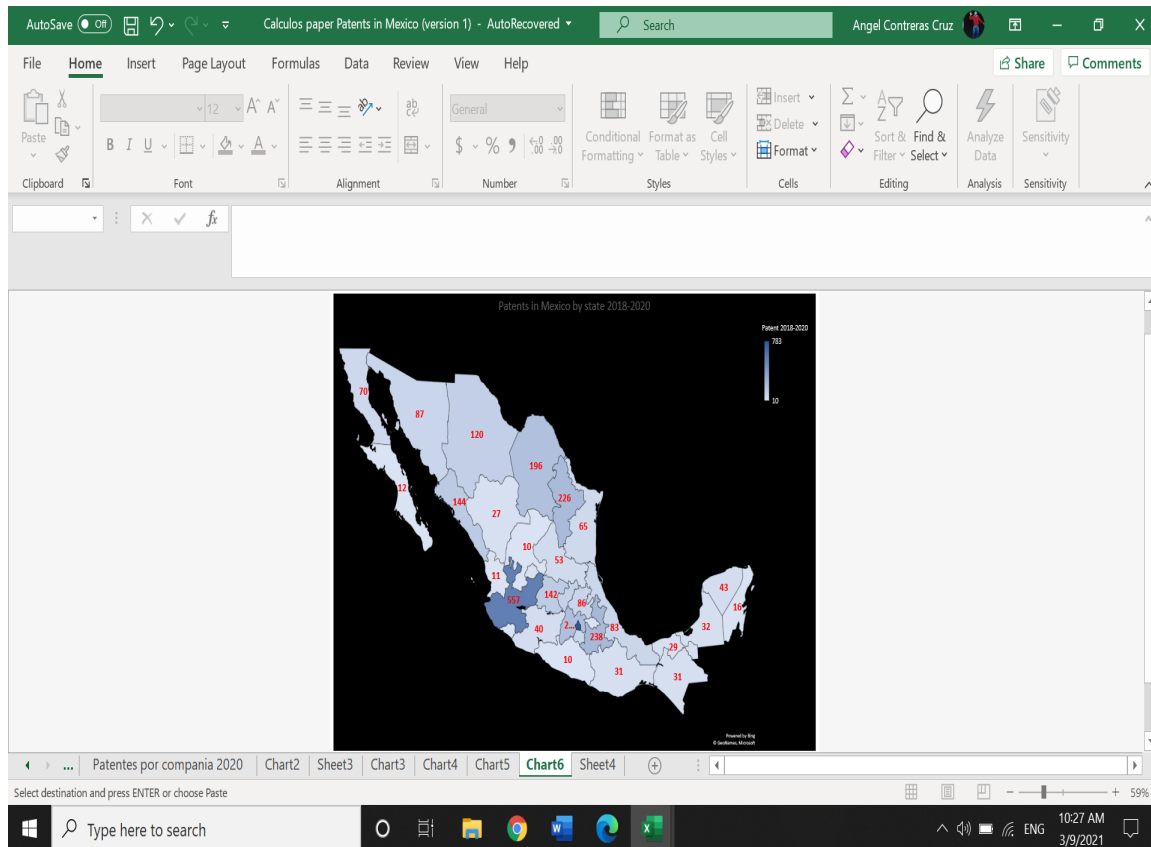 AutoSave Off Calculos paper Patents in Mexico (version 1) - AutoRecovered Search Angel Contreras Cruz
File Home Insert Page Layout Formulas Data Review View Help Share Comments
Paste
12 A^ A˅ ab General Insert
B I U A $ % 9 Conditional Formatting Format as Table Cell Styles Delete Format Sort & Filter Find & Select Analyze Data Sensitivity
Clipboard Font Alignment Number Styles Cells Editing Analysis Sensitivity
fx
Patents in Mexico by state 2018-2020
Patent 2018-2020
783
10
70
87
120
196
12
144
27
226
65
10
53
11
557
142
86
43
16
40
2...
238
83
32
29
10
31
31
Powered by Bing
© GeoNames, Microsoft
... Patentes por compania 2020 Chart2 Sheet3 Chart3 Chart4 Chart5 Chart6 Sheet4
Select destination and press ENTER or choose Paste 59%
Type here to search ENG 10:27 AM
3/9/2021